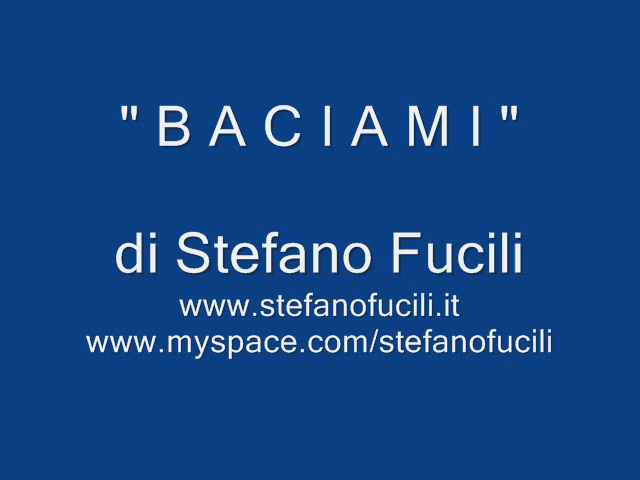 " B A C I A M I "
di Stefano Fucili
www.stefanofucili.it
www.myspace.com/stefanofucili